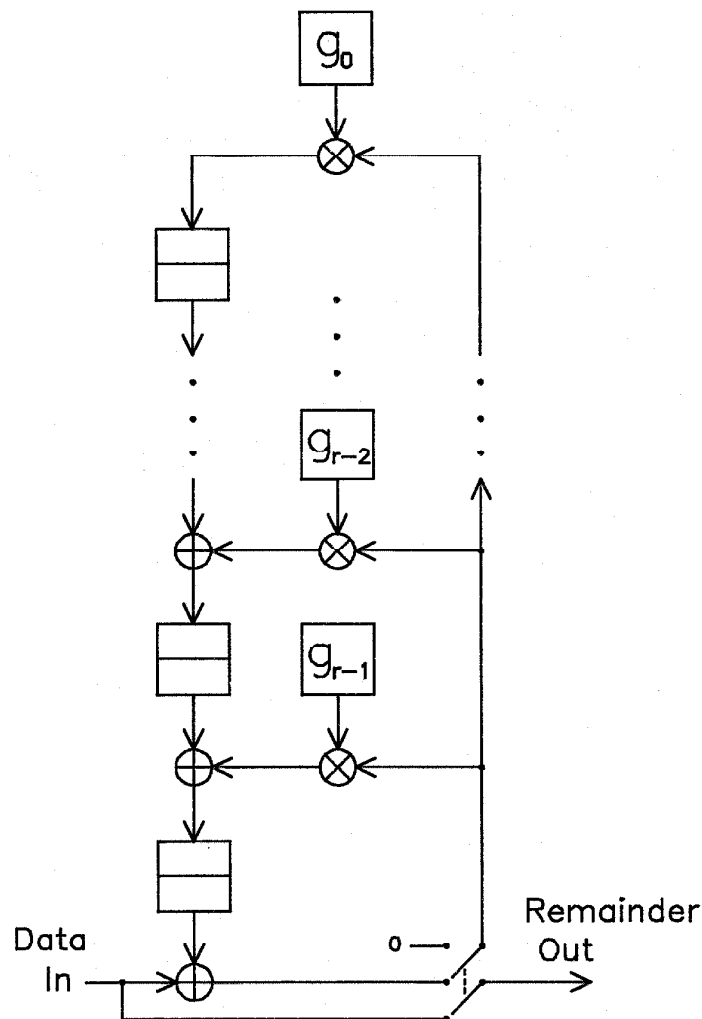 g₀
gᵣ₋₂
gᵣ₋₁
Data
In
0
Remainder
Out